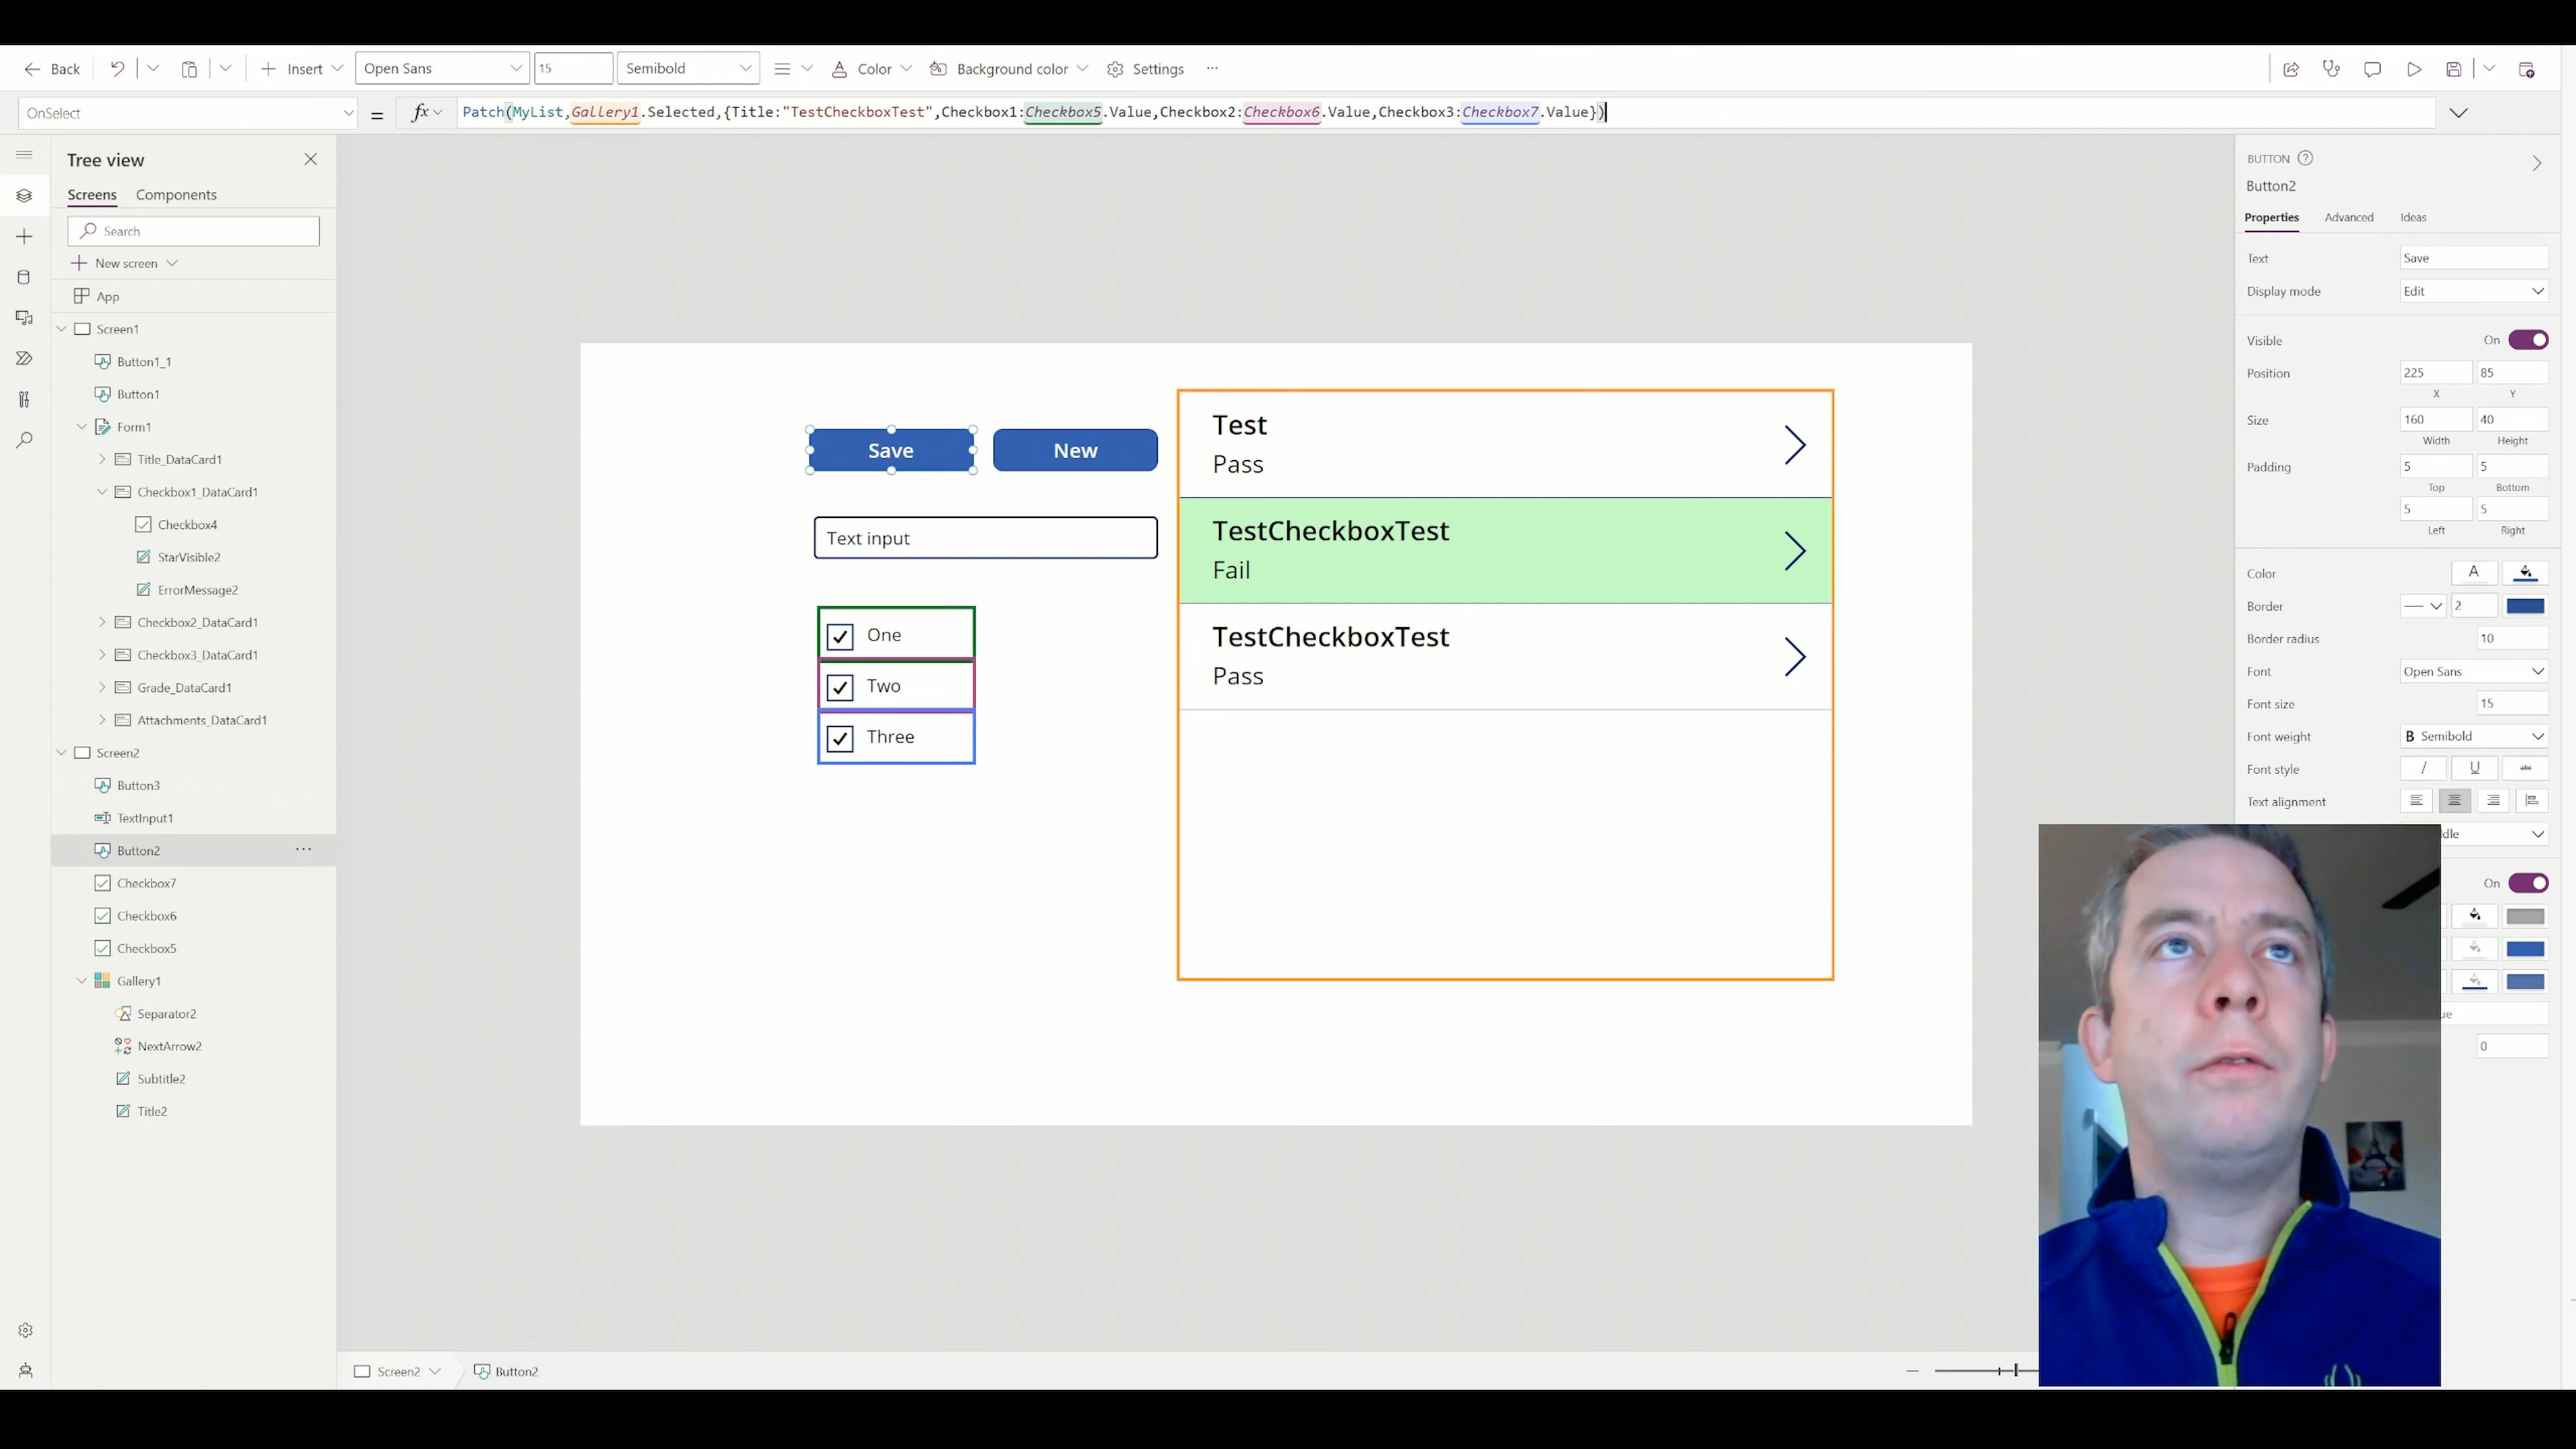 Back
Insert
Open Sans
15
Semibold
Color
Background color
Settings
OnSelect
=
fx
Patch(MyList,Gallery1.Selected,{Title:"TestCheckboxTest",Checkbox1:Checkbox5.Value,Checkbox2:Checkbox6.Value,Checkbox3:Checkbox7.Value})
Tree view
Screens
Components
Search
New screen
App
Screen1
Button1_1
Button1
Form1
Title_DataCard1
Checkbox1_DataCard1
Checkbox4
StarVisible2
ErrorMessage2
Checkbox2_DataCard1
Checkbox3_DataCard1
Grade_DataCard1
Attachments_DataCard1
Screen2
Button3
TextInput1
Button2
Checkbox7
Checkbox6
Checkbox5
Gallery1
Separator2
NextArrow2
Subtitle2
Title2
Save
New
Text input
One
Two
Three
Test
Pass
TestCheckboxTest
Fail
TestCheckboxTest
Pass
BUTTON
Button2
Properties
Advanced
Ideas
Text
Save
Display mode
Edit
Visible
On
Position
225
85
X
Y
Size
160
40
Width
Height
Padding
5
5
Top
Bottom
5
5
Left
Right
Color
A
Border
2
Border radius
10
Font
Open Sans
Font size
15
Font weight
B Semibold
Font style
/
U
abc
Text alignment
dle
On
ue
0
Screen2
Button2